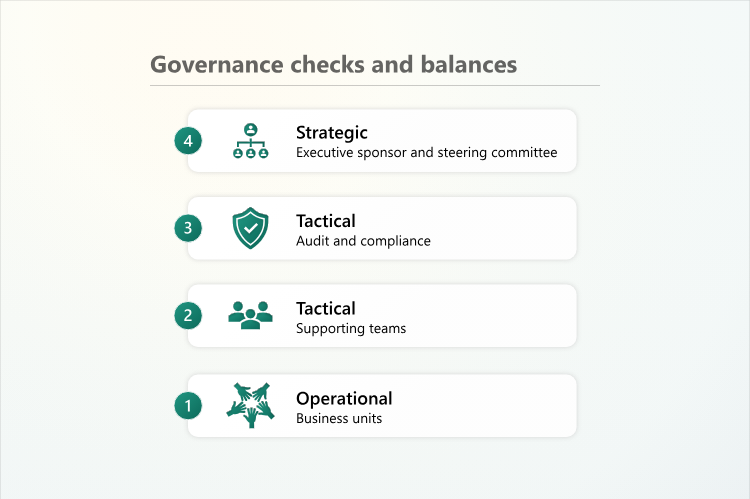 Governance checks and balances
4
Strategic
Executive sponsor and steering committee
3
Tactical
Audit and compliance
2
Tactical
Supporting teams
1
Operational
Business units